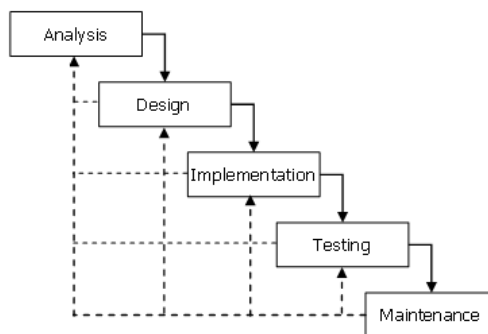 Analysis
Design
Implementation
Testing
Maintenance